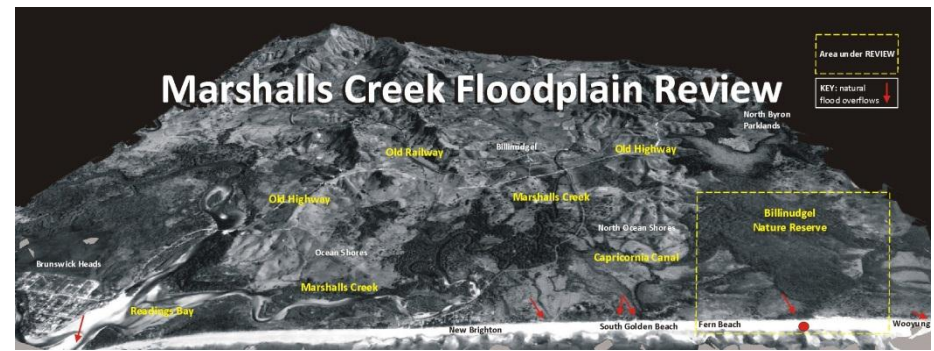 Area under REVIEW
Marshalls Creek Floodplain Review
KEY: natural
flood overflows
North Byron
Parklands
Old Railway
Billinudgel
Old Highway
Old Highway
Marshalls Creek
Billinudgel
Nature Reserve
North Ocean Shores
Ocean Shores
Capricornia Canal
Brunswick Heads
Marshalls Creek
Readings Bay
New Brighton
South Golden Beach
Fern Beach
Wooyung